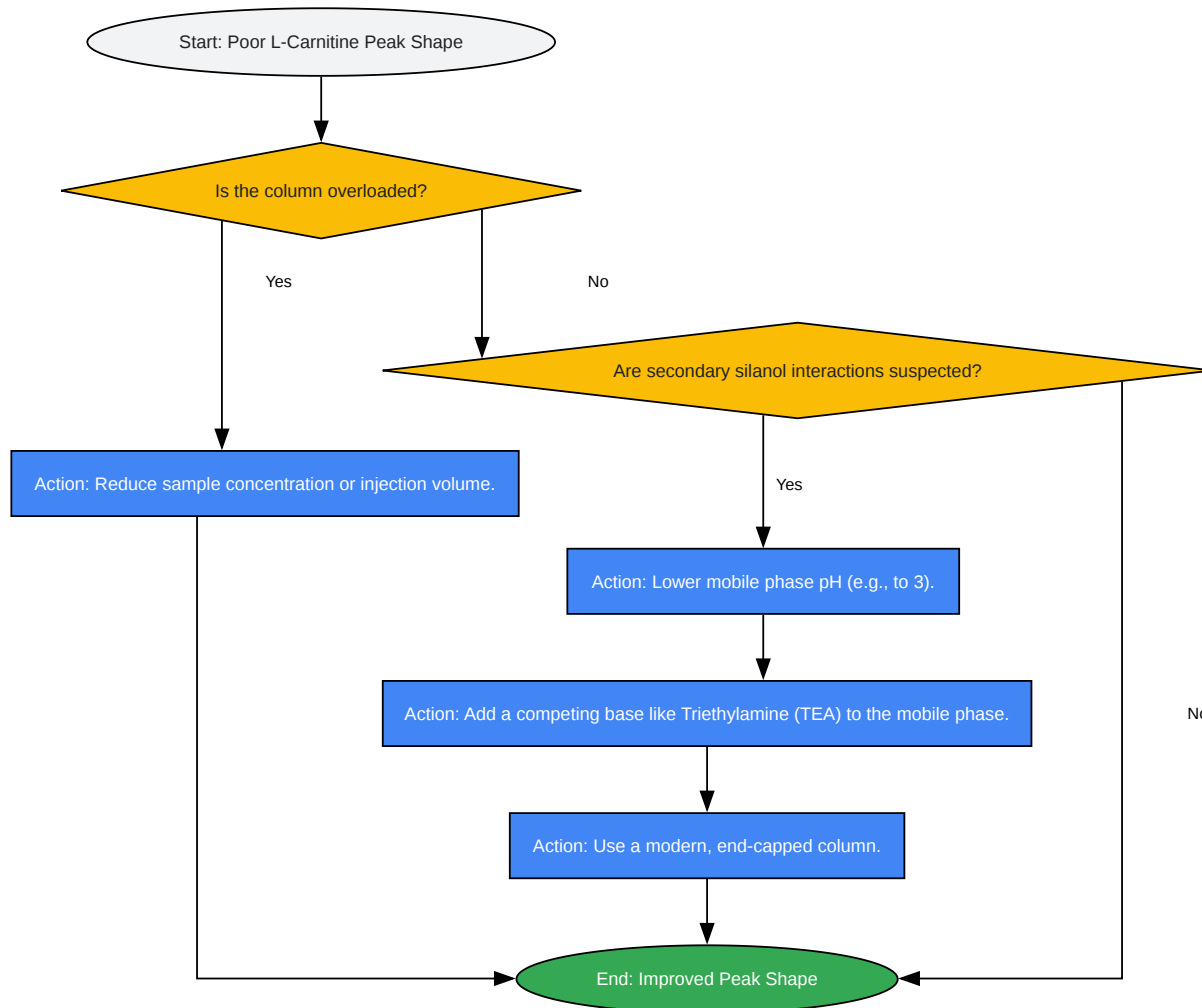 Start: Poor L-Carnitine Peak Shape
Is the column overloaded?
Yes
No
Are secondary silanol interactions suspected?
Action: Reduce sample concentration or injection volume.
Yes
Action: Lower mobile phase pH (e.g., to 3).
Action: Add a competing base like Triethylamine (TEA) to the mobile phase.
No
Action: Use a modern, end-capped column.
End: Improved Peak Shape